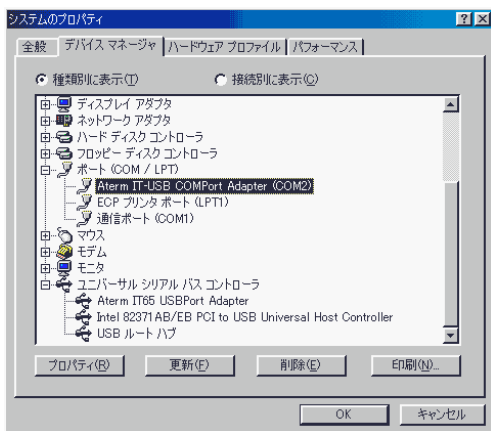 システムのプロパティ
全般 デバイス マネージャ ハードウェア プロファイル パフォーマンス
種類別に表示(T) 接続別に表示(C)
ディスプレイ アダプタ
ネットワーク アダプタ
ハード ディスク コントローラ
フロッピー ディスク コントローラ
ポート (COM / LPT)
Aterm IT-USB COMPort Adapter (COM2)
ECP プリンタ ポート (LPT1)
通信ポート (COM1)
マウス
モデム
モニタ
ユニバーサル シリアル バス コントローラ
Aterm IT65 USBPort Adapter
Intel 82371AB/EB PCI to USB Universal Host Controller
USB ルート ハブ
プロパティ(R) 更新(F) 削除(E) 印刷(N)...
OK キャンセル